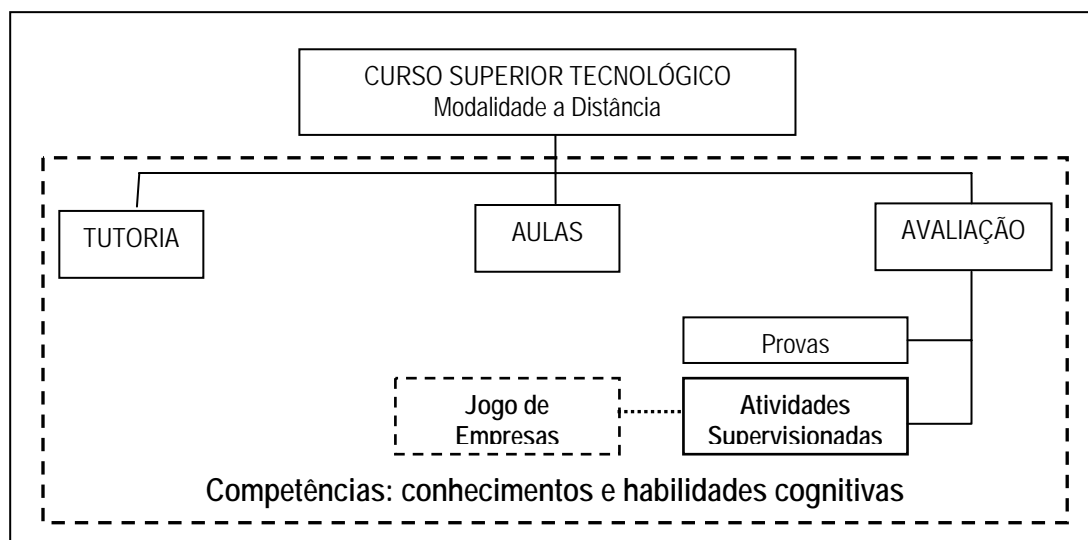 CURSO SUPERIOR TECNOLÓGICO
Modalidade a Distância
TUTORIA
AULAS
AVALIAÇÃO
Provas
Jogo de
Empresas
Atividades
Supervisionadas
Competências: conhecimentos e habilidades cognitivas